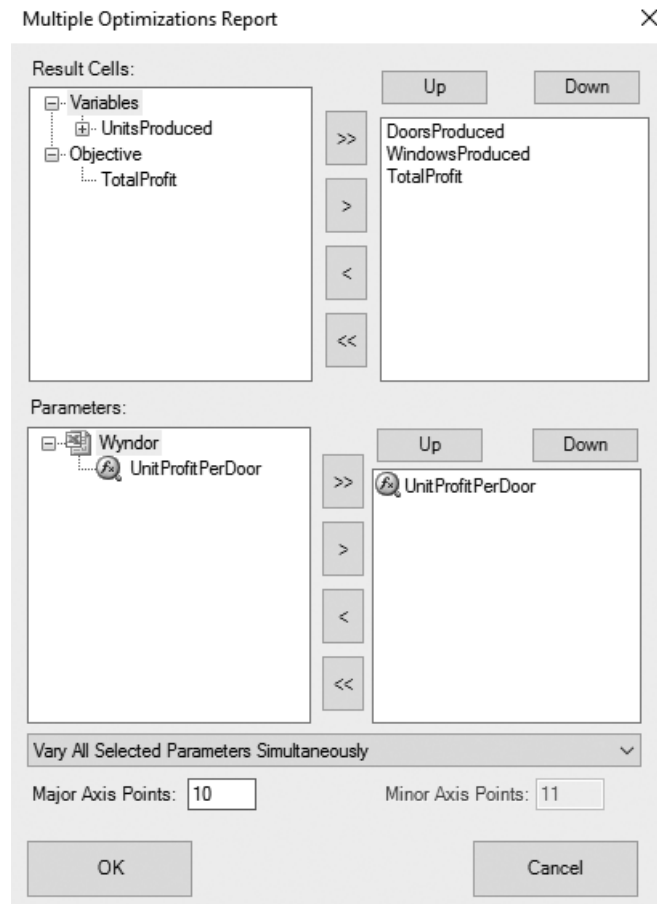 Multiple Optimizations Report
Result Cells:
Variables
UnitsProduced
Objective
TotalProfit
>>
>
<
<<
Up Down
DoorsProduced
WindowsProduced
TotalProfit
Parameters:
Wyndor
UnitProfitPerDoor
>>
>
<
<<
Up Down
UnitProfitPerDoor
Vary All Selected Parameters Simultaneously
Major Axis Points: 10 Minor Axis Points: 11
OK Cancel